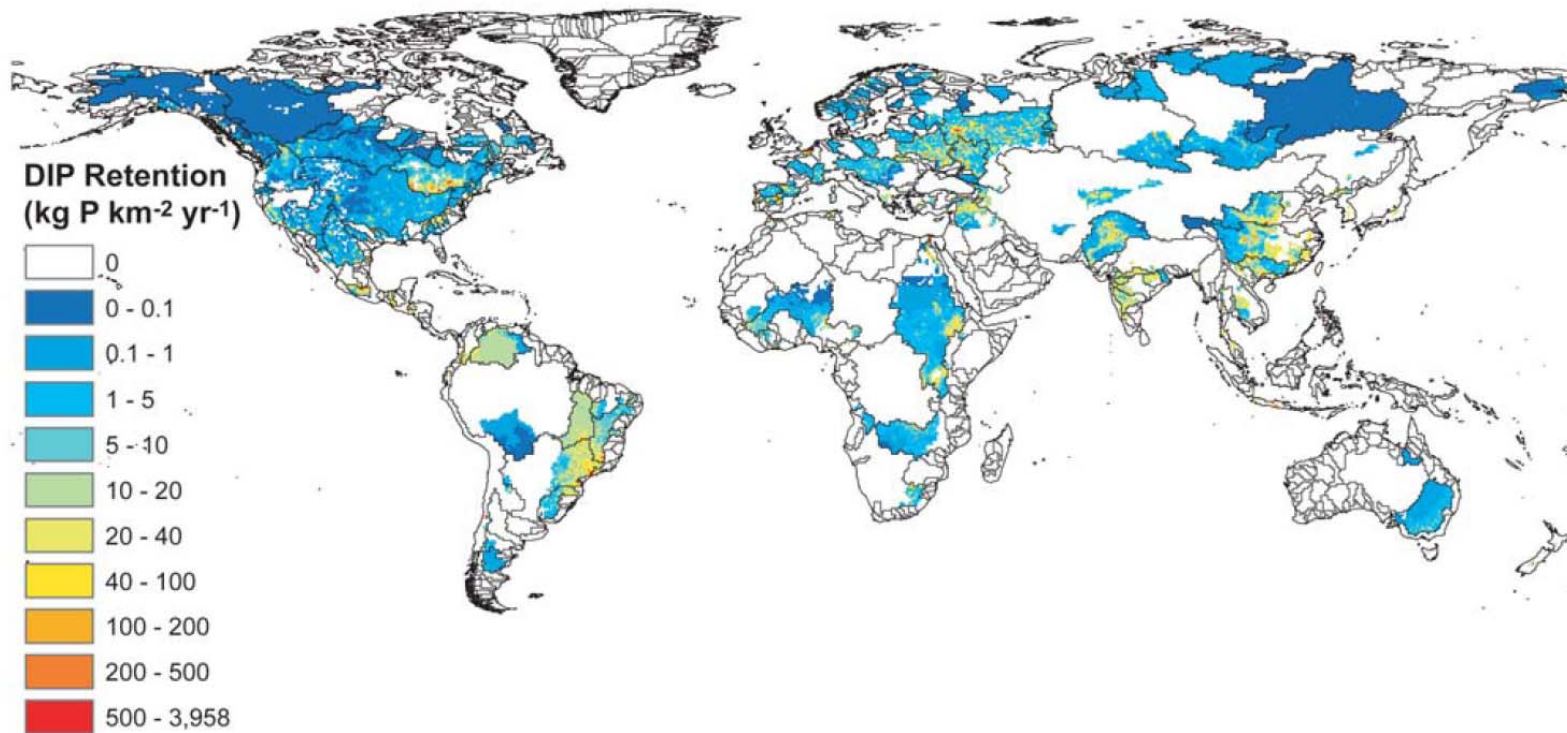 DIP Retention
(kg P km-2 yr-1)
0
0 - 0.1
0.1 - 1
1 - 5
5 - 10
10 - 20
20 - 40
40 - 100
100 - 200
200 - 500
500 - 3,958